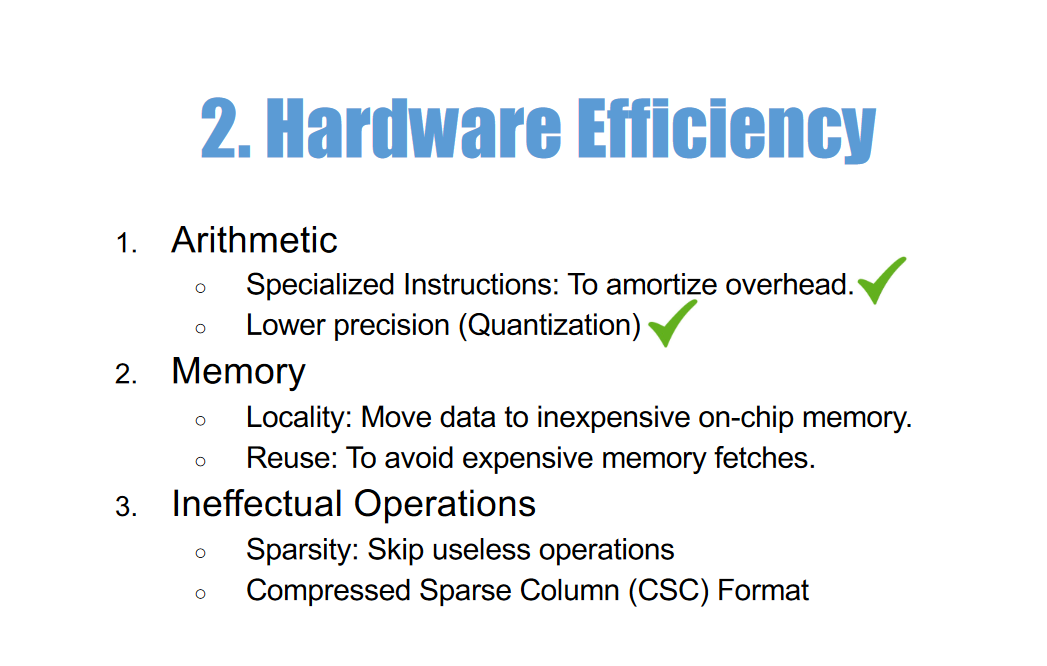 2. Hardware Efficiency
1. Arithmetic
○ Specialized Instructions: To amortize overhead.
○ Lower precision (Quantization)
2. Memory
○ Locality: Move data to inexpensive on-chip memory.
○ Reuse: To avoid expensive memory fetches.
3. Ineffectual Operations
○ Sparsity: Skip useless operations
○ Compressed Sparse Column (CSC) Format